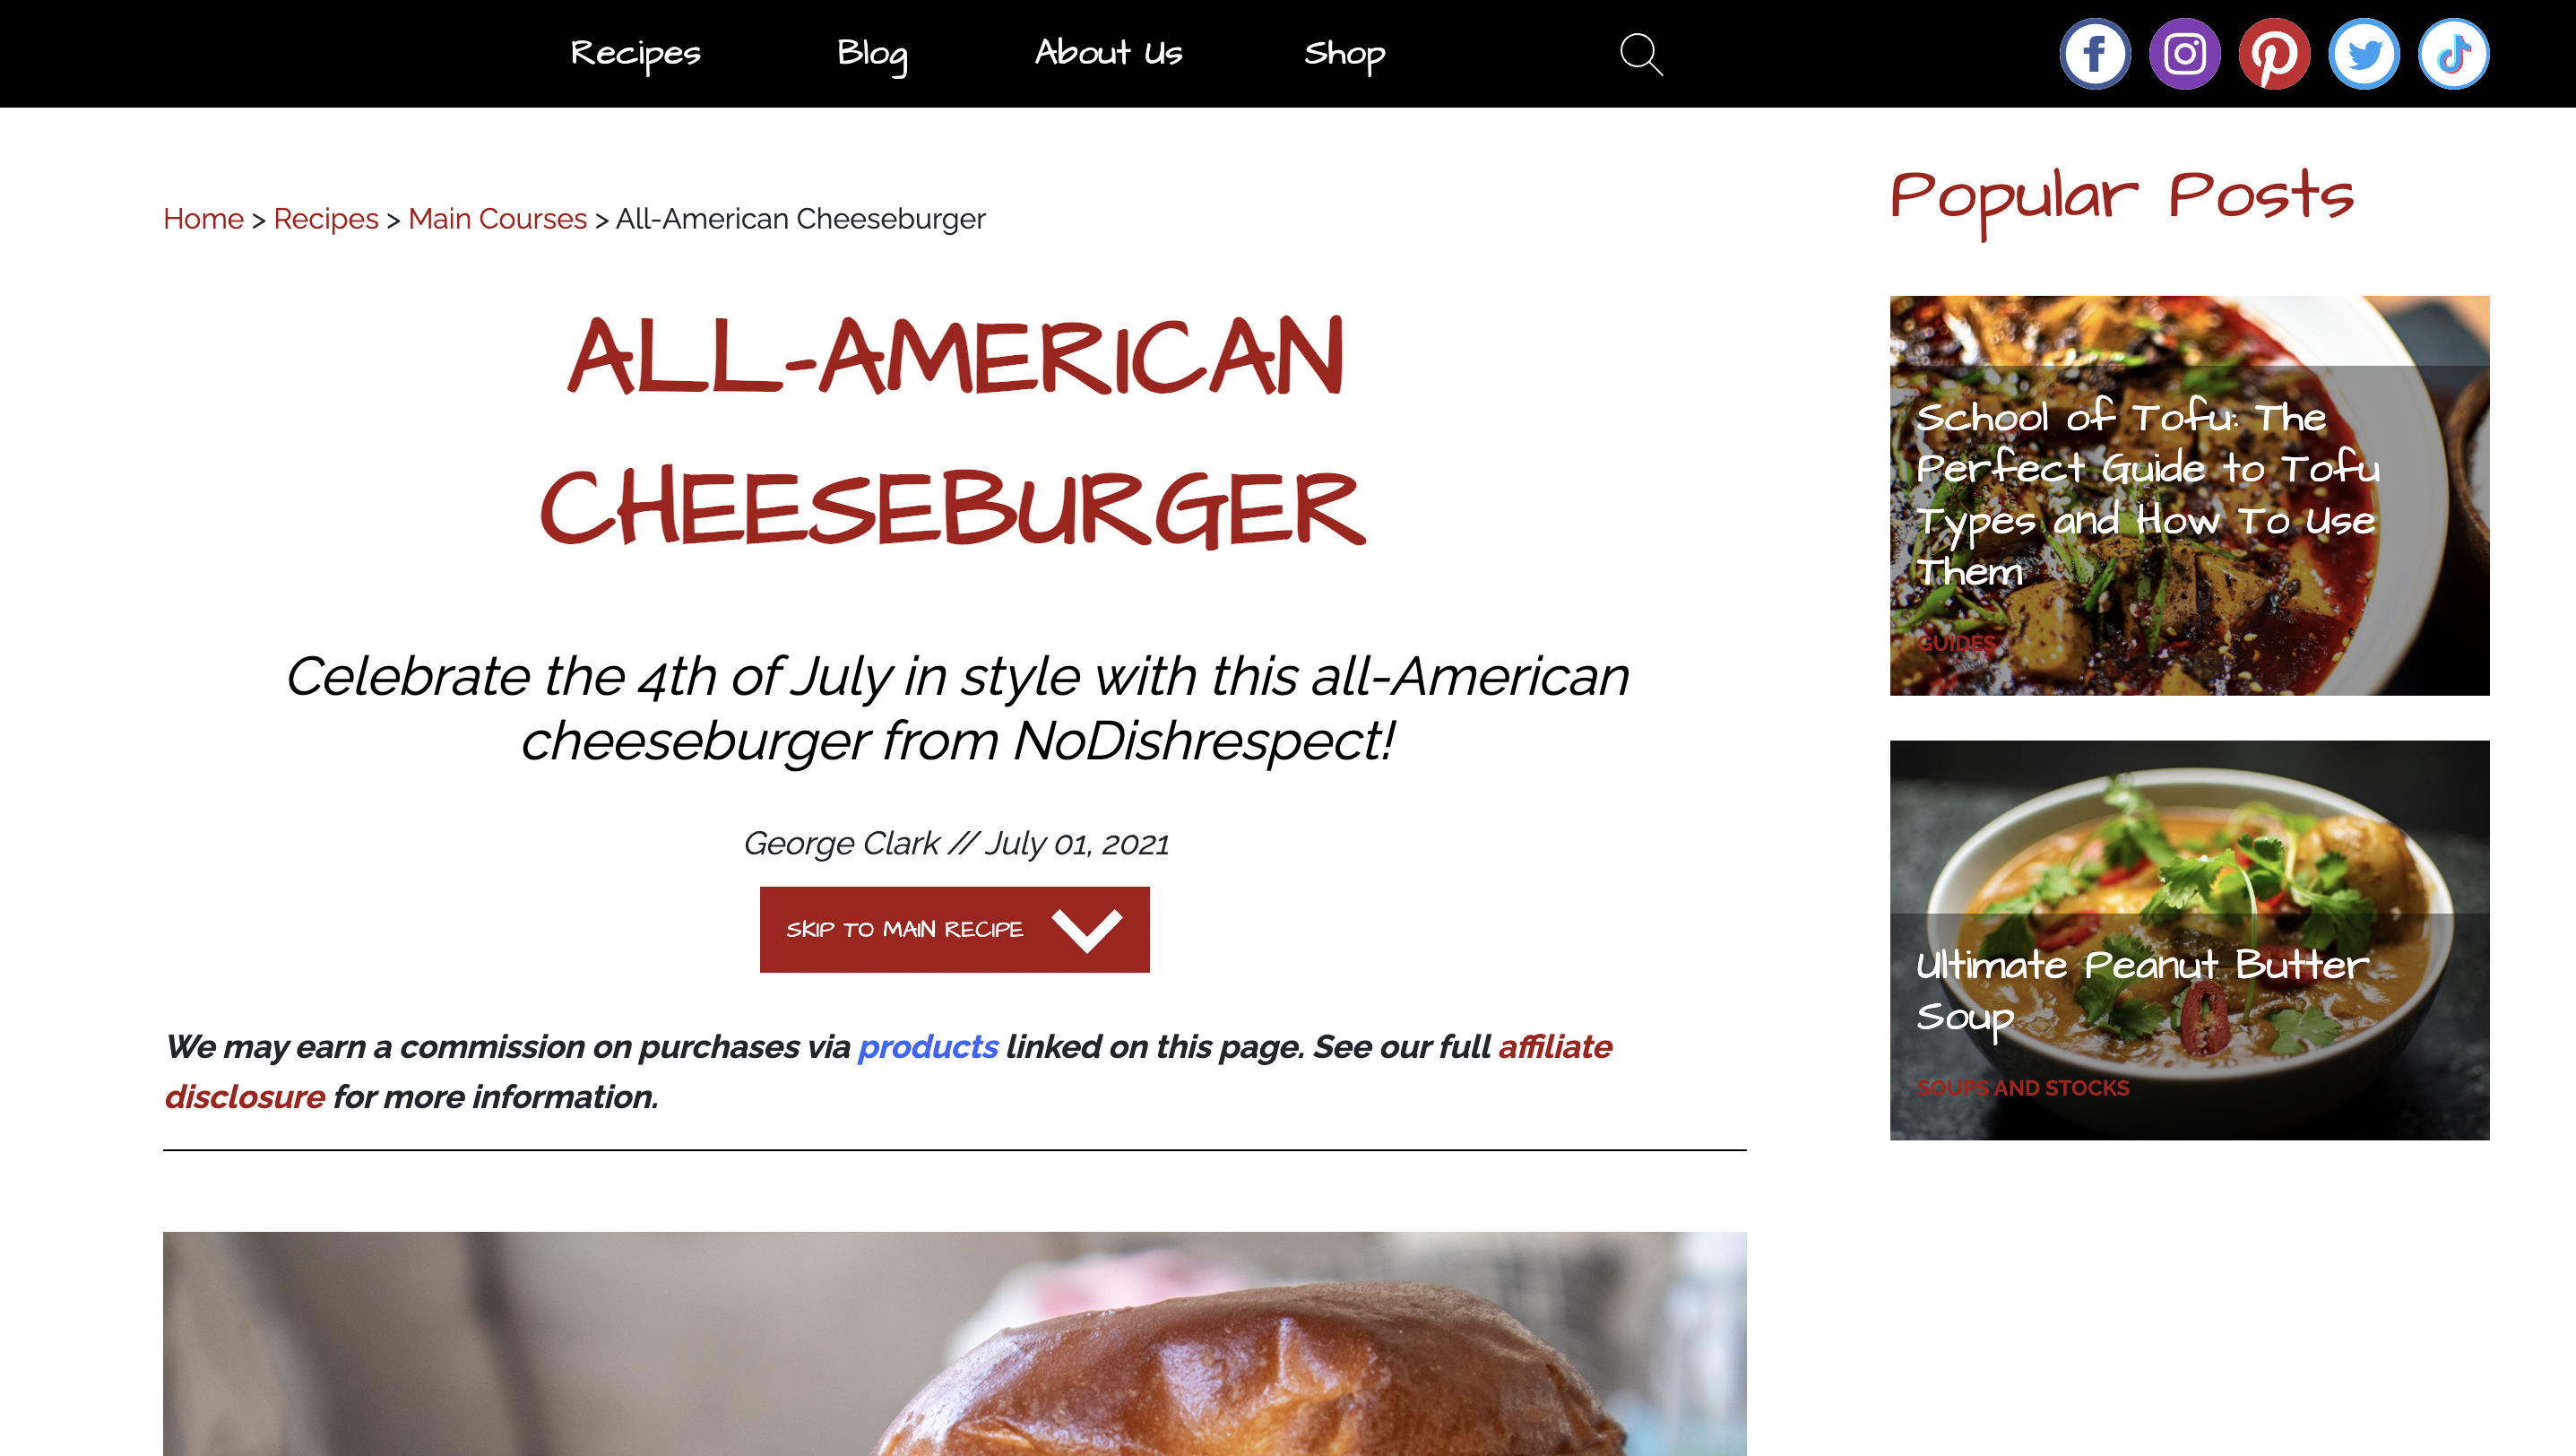 Recipes
Blog
About Us
Shop
Home > Recipes > Main Courses > All-American Cheeseburger
ALL-AMERICAN
CHEESEBURGER
Celebrate the 4th of July in style with this all-American
cheeseburger from NoDishrespect!
George Clark // July 01, 2021
SKIP TO MAIN RECIPE
We may earn a commission on purchases via products linked on this page. See our full affiliate
disclosure for more information.
Popular Posts
School of Tofu: The
Perfect Guide to Tofu
Types and How To Use
Them
GUIDES
Ultimate Peanut Butter
Soup
SOUPS AND STOCKS